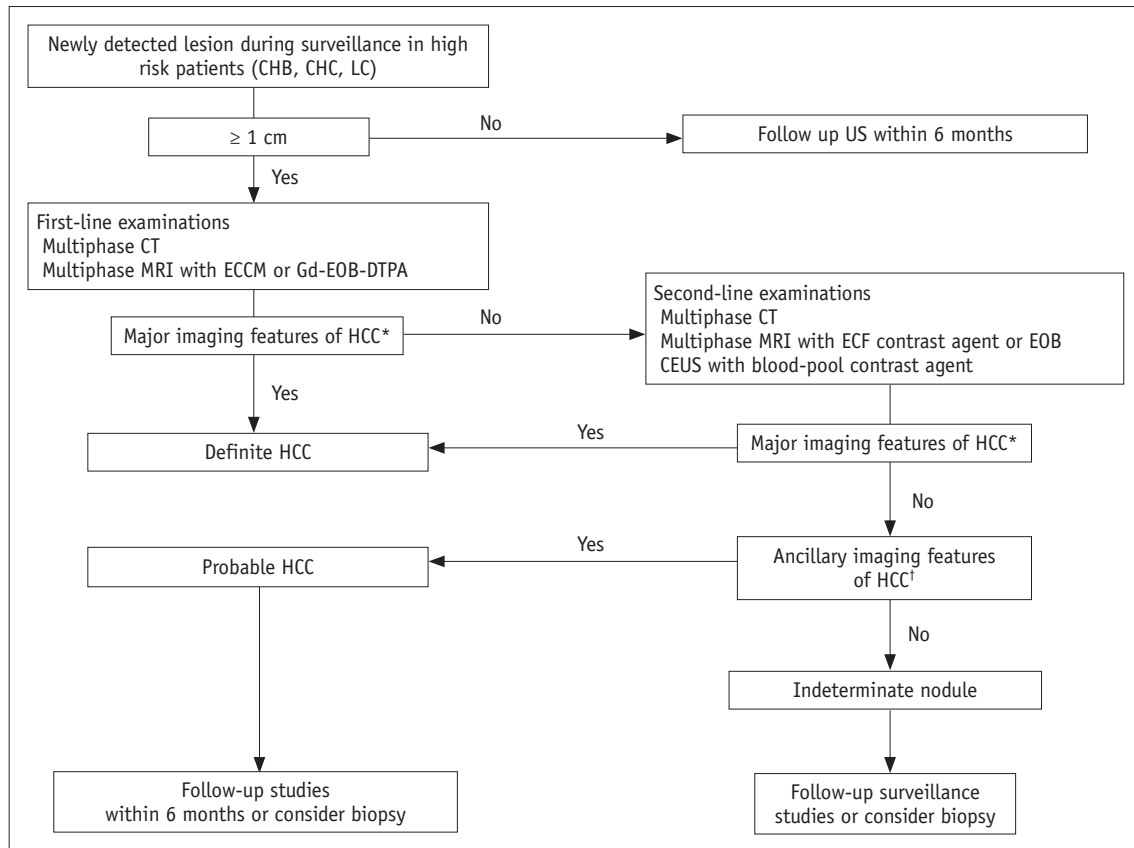 Newly detected lesion during surveillance in high
risk patients (CHB, CHC, LC)
≥ 1 cm
No
Follow up US within 6 months
Yes
First-line examinations
Multiphase CT
Multiphase MRI with ECCM or Gd-EOB-DTPA
Second-line examinations
Multiphase CT
Multiphase MRI with ECF contrast agent or EOB
CEUS with blood-pool contrast agent
Major imaging features of HCC*
No
Yes
Yes
Definite HCC
Major imaging features of HCC*
No
Yes
Probable HCC
Ancillary imaging features
of HCC†
No
Indeterminate nodule
Follow-up studies
within 6 months or consider biopsy
Follow-up surveillance
studies or consider biopsy